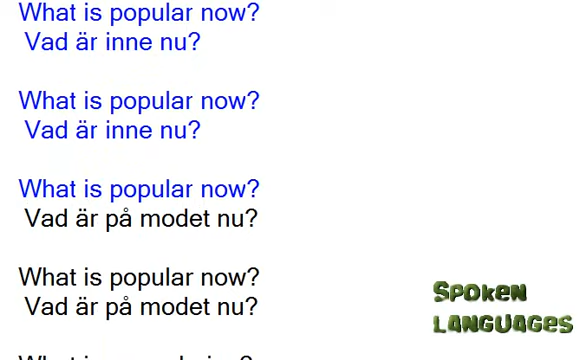 What is popular now?
Vad är inne nu?
What is popular now?
Vad är inne nu?
What is popular now?
Vad är på modet nu?
What is popular now?
Vad är på modet nu?
Spoken
Languages